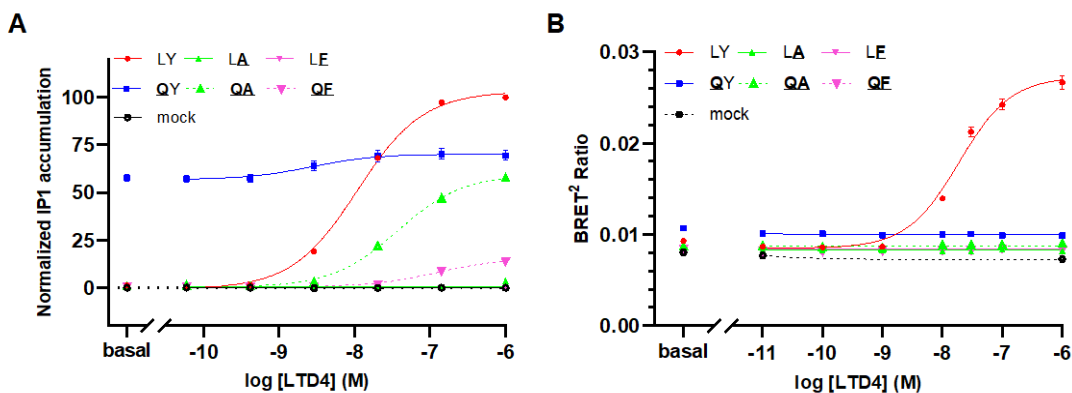 A
LY LA LF
QY QA QF
mock
Normalized IP1 accumulation
100
75
50
25
0
basal -10 -9 -8 -7 -6
log [LTD4] (M)
B
LY LA LF
QY QA QF
mock
BRET² Ratio
0.03
0.02
0.01
0.00
basal -11 -10 -9 -8 -7 -6
log [LTD4] (M)